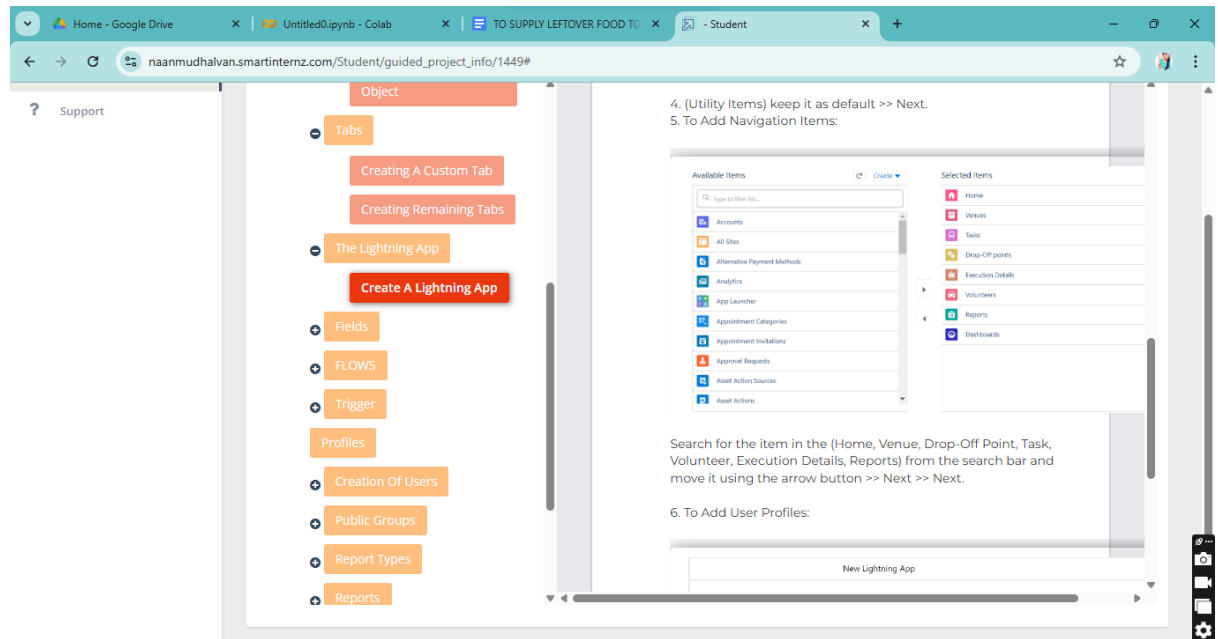 Home - Google Drive
Untitled0.ipynb - Colab
TO SUPPLY LEFTOVER FOOD TO
- Student
naanmudhalvan.smartinternz.com/Student/guided_project_info/1449#
? Support
Object
Tabs
Creating A Custom Tab
Creating Remaining Tabs
The Lightning App
Create A Lightning App
Fields
FLOWS
Trigger
Profiles
Creation Of Users
Public Groups
Report Types
Reports
4. (Utility Items) keep it as default >> Next.
5. To Add Navigation Items:
Available Items
Create
Type to filter list...
Accounts
All Sites
Alternative Payment Methods
Analytics
App Launcher
Appointment Categories
Appointment Invitations
Approval Requests
Asset Action Sources
Asset Actions
Selected Items
Home
Venues
Tasks
Drop-Off points
Execution Details
Volunteers
Reports
Dashboards
Search for the item in the (Home, Venue, Drop-Off Point, Task,
Volunteer, Execution Details, Reports) from the search bar and
move it using the arrow button >> Next >> Next.
6. To Add User Profiles:
New Lightning App